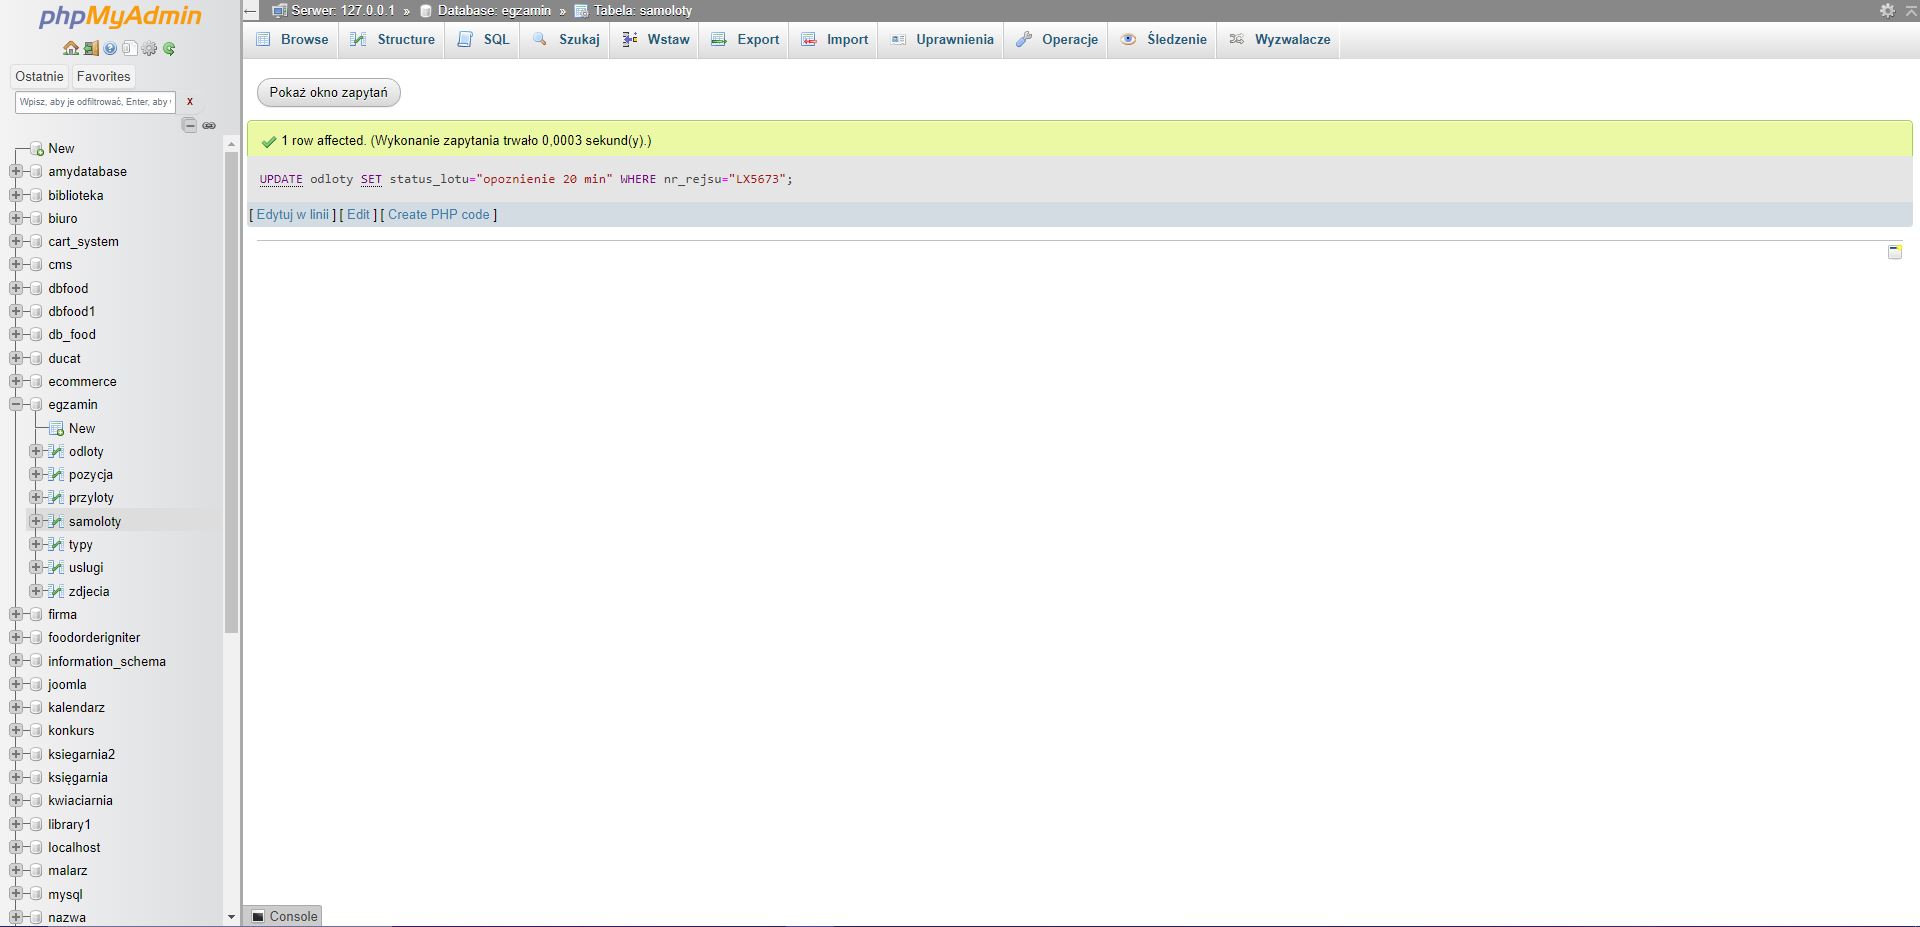 phpMyAdmin
Ostatnie Favorites
Wpisz, aby je odfiltrować, Enter, aby X
New
amydatabase
biblioteka
biuro
cart_system
cms
dbfood
dbfood1
db_food
ducat
ecommerce
egzamin
New
odloty
pozycja
przyloty
samoloty
typy
uslugi
zdjecia
firma
foodorderigniter
information_schema
joomla
kalendarz
konkurs
ksiegarnia2
księgarnia
kwiaciarnia
library1
localhost
malarz
mysql
nazwa
Serwer: 127.0.0.1 » Database: egzamin » Tabela: samoloty
Browse Structure SQL Szukaj Wstaw Export Import Uprawnienia Operacje Śledzenie Wyzwalacze
Pokaż okno zapytań
1 row affected. (Wykonanie zapytania trwało 0,0003 sekund(y).)
UPDATE odloty SET status_lotu="opoznienie 20 min" WHERE nr_rejsu="LX5673";
[ Edytuj w linii ] [ Edit ] [ Create PHP code ]
Console